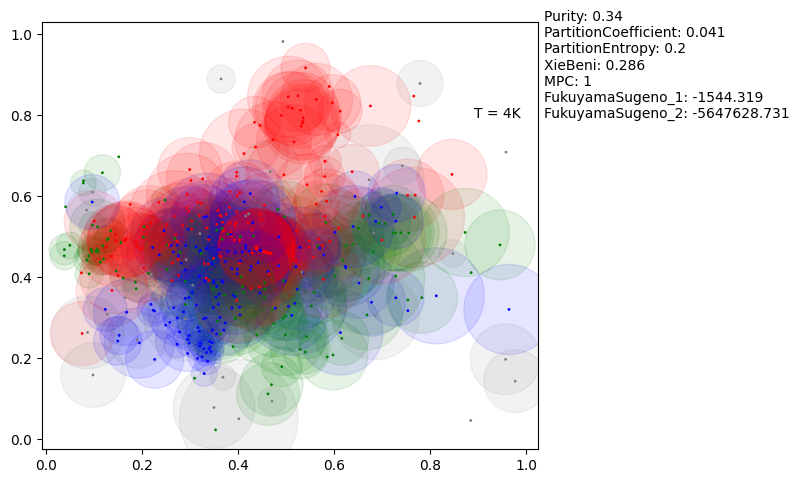 Purity: 0.34
PartitionCoefficient: 0.041
PartitionEntropy: 0.2
XieBeni: 0.286
MPC: 1
FukuyamaSugeno_1: -1544.319
FukuyamaSugeno_2: -5647628.731
T = 4K
1.0
0.8
0.6
0.4
0.2
0.0
0.0 0.2 0.4 0.6 0.8 1.0